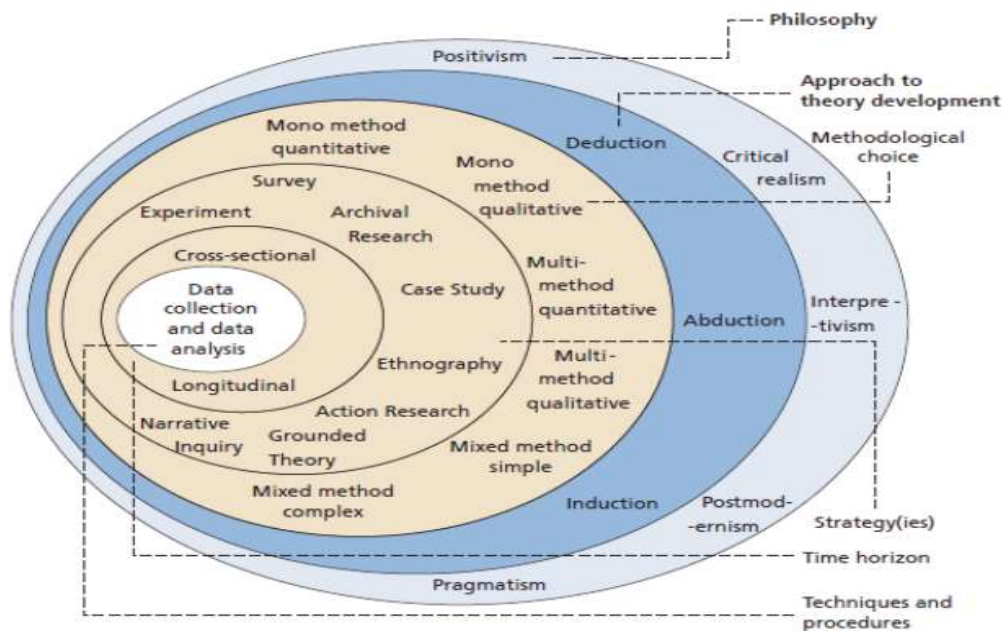 Philosophy
Positivism
Approach to
theory development
Mono method
quantitative
Deduction
Methodological
choice
Critical
realism
Mono
method
qualitative
Survey
Experiment
Archival
Research
Cross-sectional
Multi-
method
quantitative
Data
collection
and data
analysis
Case Study
Abduction
Interpre -
-tivism
Ethnography
Multi -
method
qualitative
Longitudinal
Action Research
Narrative
Inquiry
Grounded
Theory
Mixed method
simple
Mixed method
complex
Induction
Postmod-
-ernism
Strategy(ies)
Time horizon
Pragmatism
Techniques and
procedures